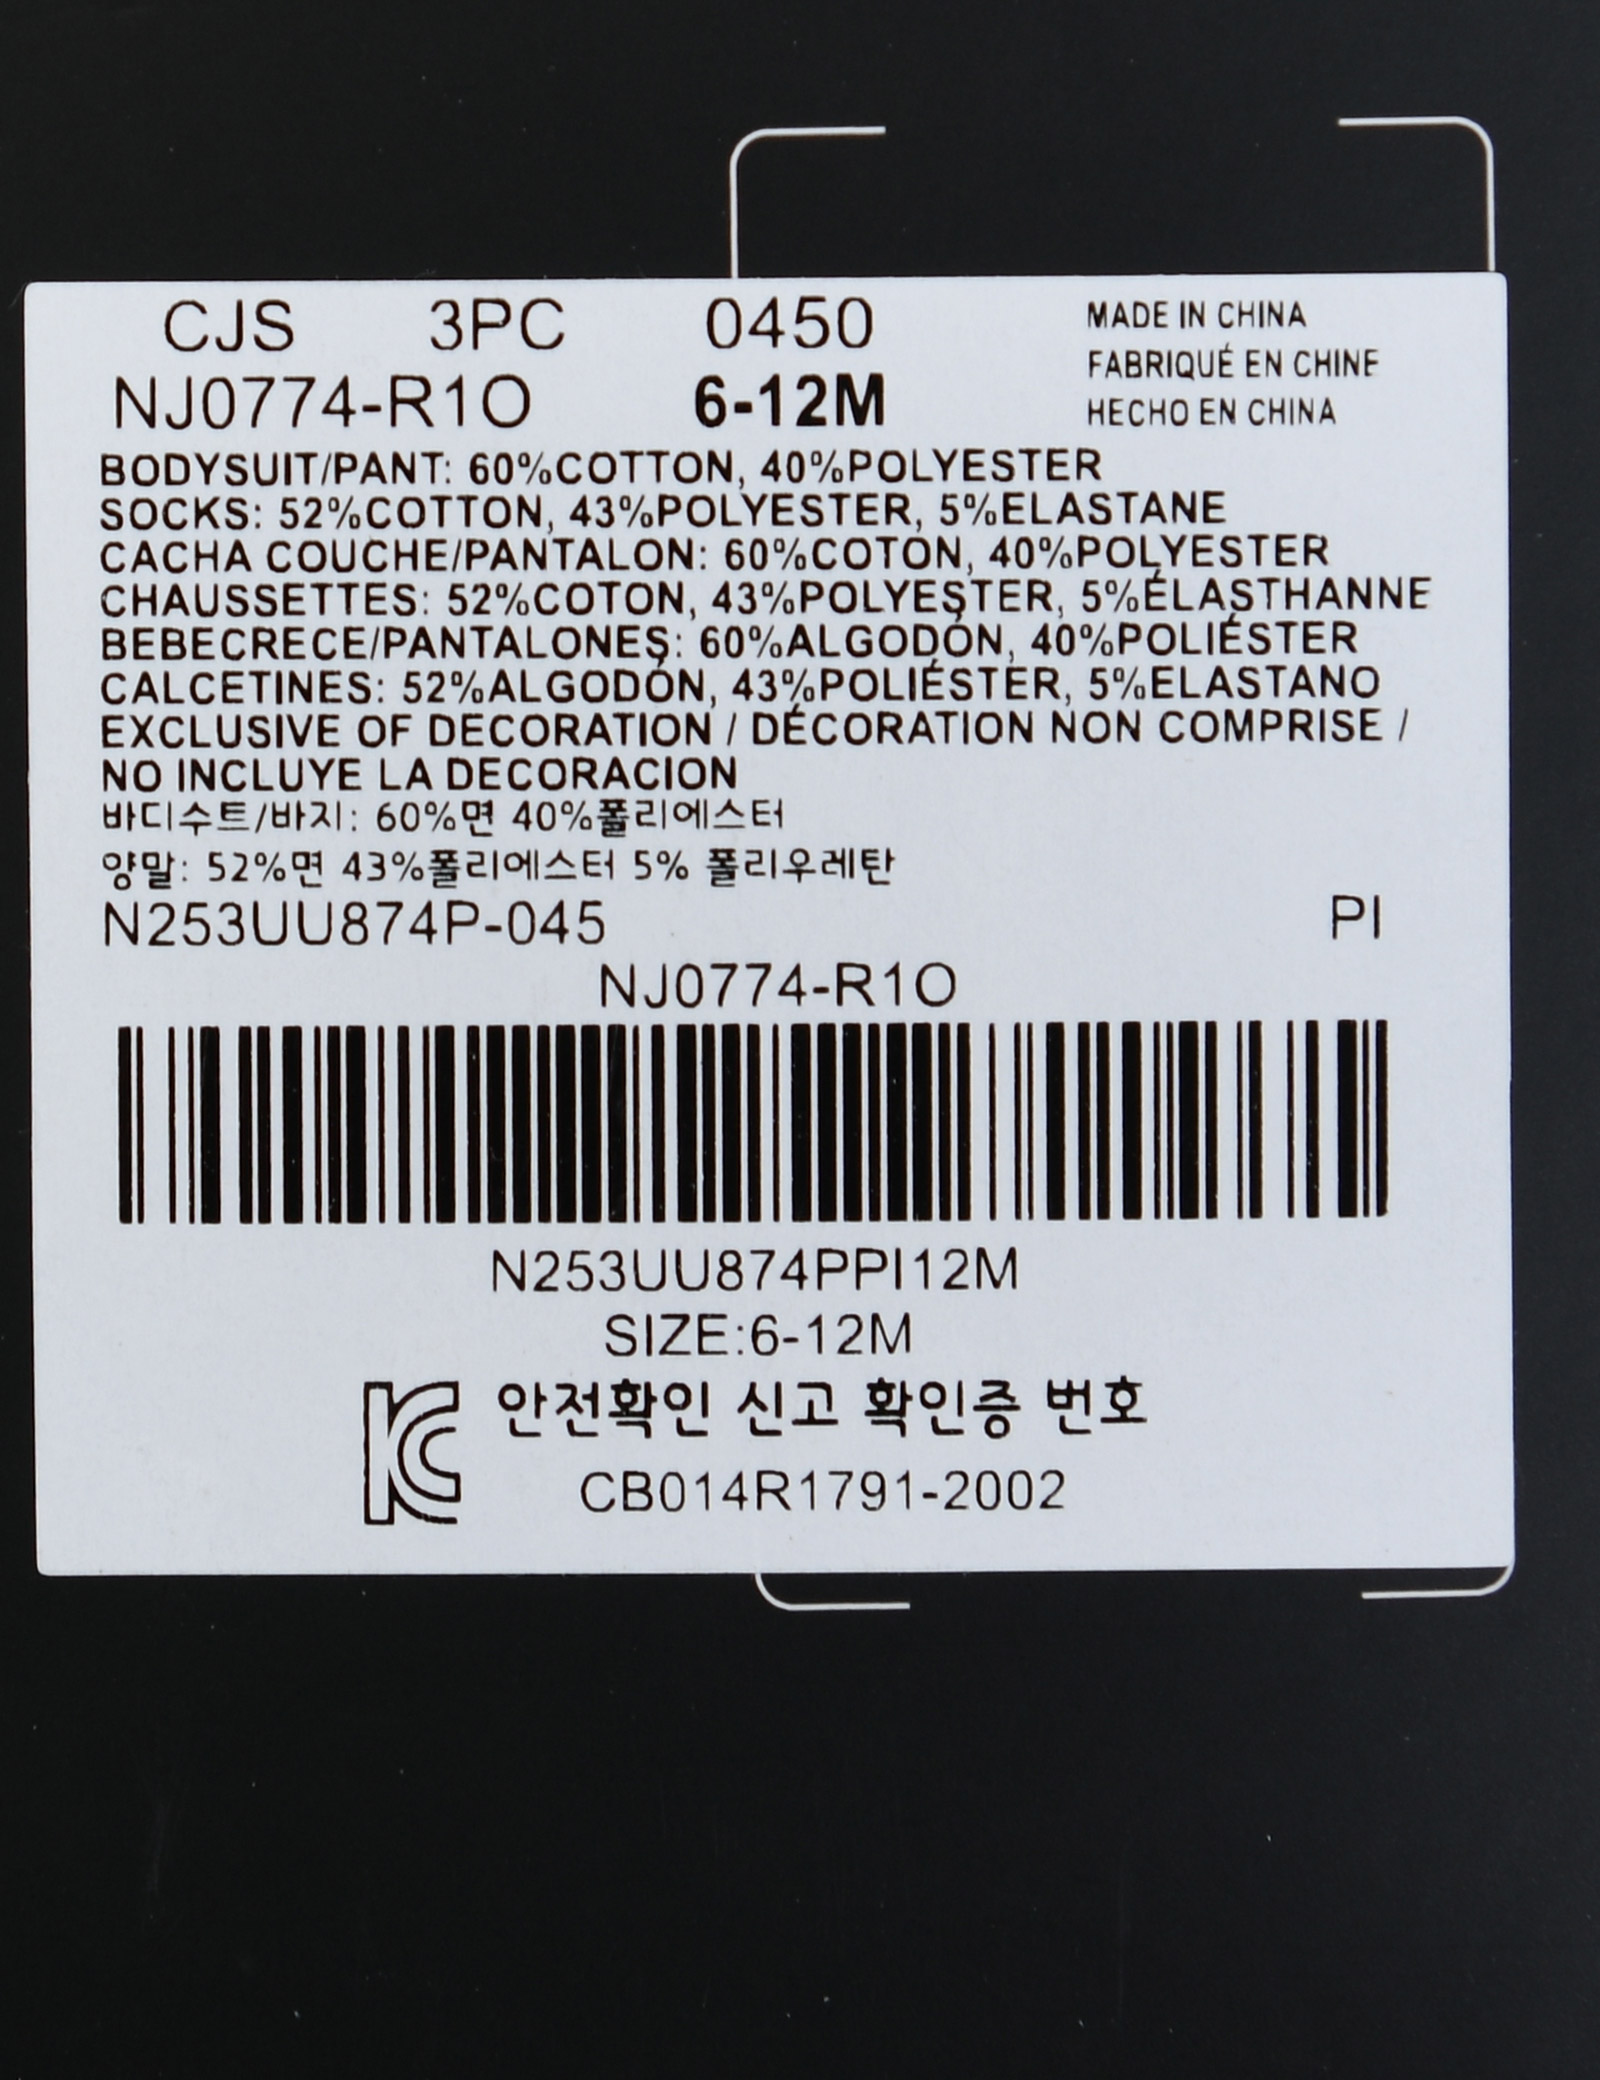 CJS 3PC 0450
MADE IN CHINA
FABRIQUÉ EN CHINE
HECHO EN CHINA
NJ0774-R1O 6-12M
BODYSUIT/PANT: 60%COTTON, 40%POLYESTER
SOCKS: 52%COTTON, 43%POLYESTER, 5%ELASTANE
CACHA COUCHE/PANTALON: 60%COTON, 40%POLYESTER
CHAUSSETTES: 52%COTON, 43%POLYESTER, 5%ÉLASTHANNE
BEBECRECE/PANTALONES: 60%ALGODÓN, 40%POLIÉSTER
CALCETINES: 52%ALGODÓN, 43%POLIÉSTER, 5%ELASTANO
EXCLUSIVE OF DECORATION / DÉCORATION NON COMPRISE /
NO INCLUYE LA DECORACION
바디수트/바지: 60%면 40%폴리에스터
양말: 52%면 43%폴리에스터 5% 폴리우레탄
N253UU874P-045 PI
NJ0774-R1O
N253UU874PPI12M
SIZE:6-12M
KC 안전확인 신고 확인증 번호
CB014R1791-2002